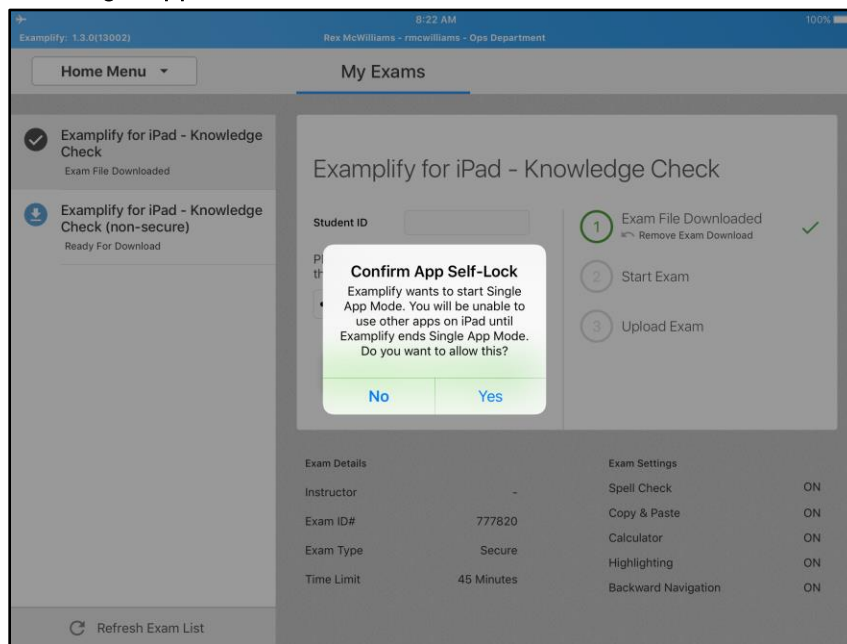 8:22 AM
100%
Examplify: 1.3.0(13002)
Rex McWilliams - rmcwilliams - Ops Department
Home Menu
My Exams
Examplify for iPad - Knowledge
Check
Exam File Downloaded
Examplify for iPad - Knowledge
Check (non-secure)
Ready For Download
Refresh Exam List
Examplify for iPad - Knowledge Check
Student ID
1
Exam File Downloaded
Remove Exam Download
2
Start Exam
3
Upload Exam
Confirm App Self-Lock
Examplify wants to start Single
App Mode. You will be unable to
use other apps on iPad until
Examplify ends Single App Mode.
Do you want to allow this?
No
Yes
Exam Details
Instructor -
Exam ID# 777820
Exam Type Secure
Time Limit 45 Minutes
Exam Settings
Spell Check ON
Copy & Paste ON
Calculator ON
Highlighting ON
Backward Navigation ON